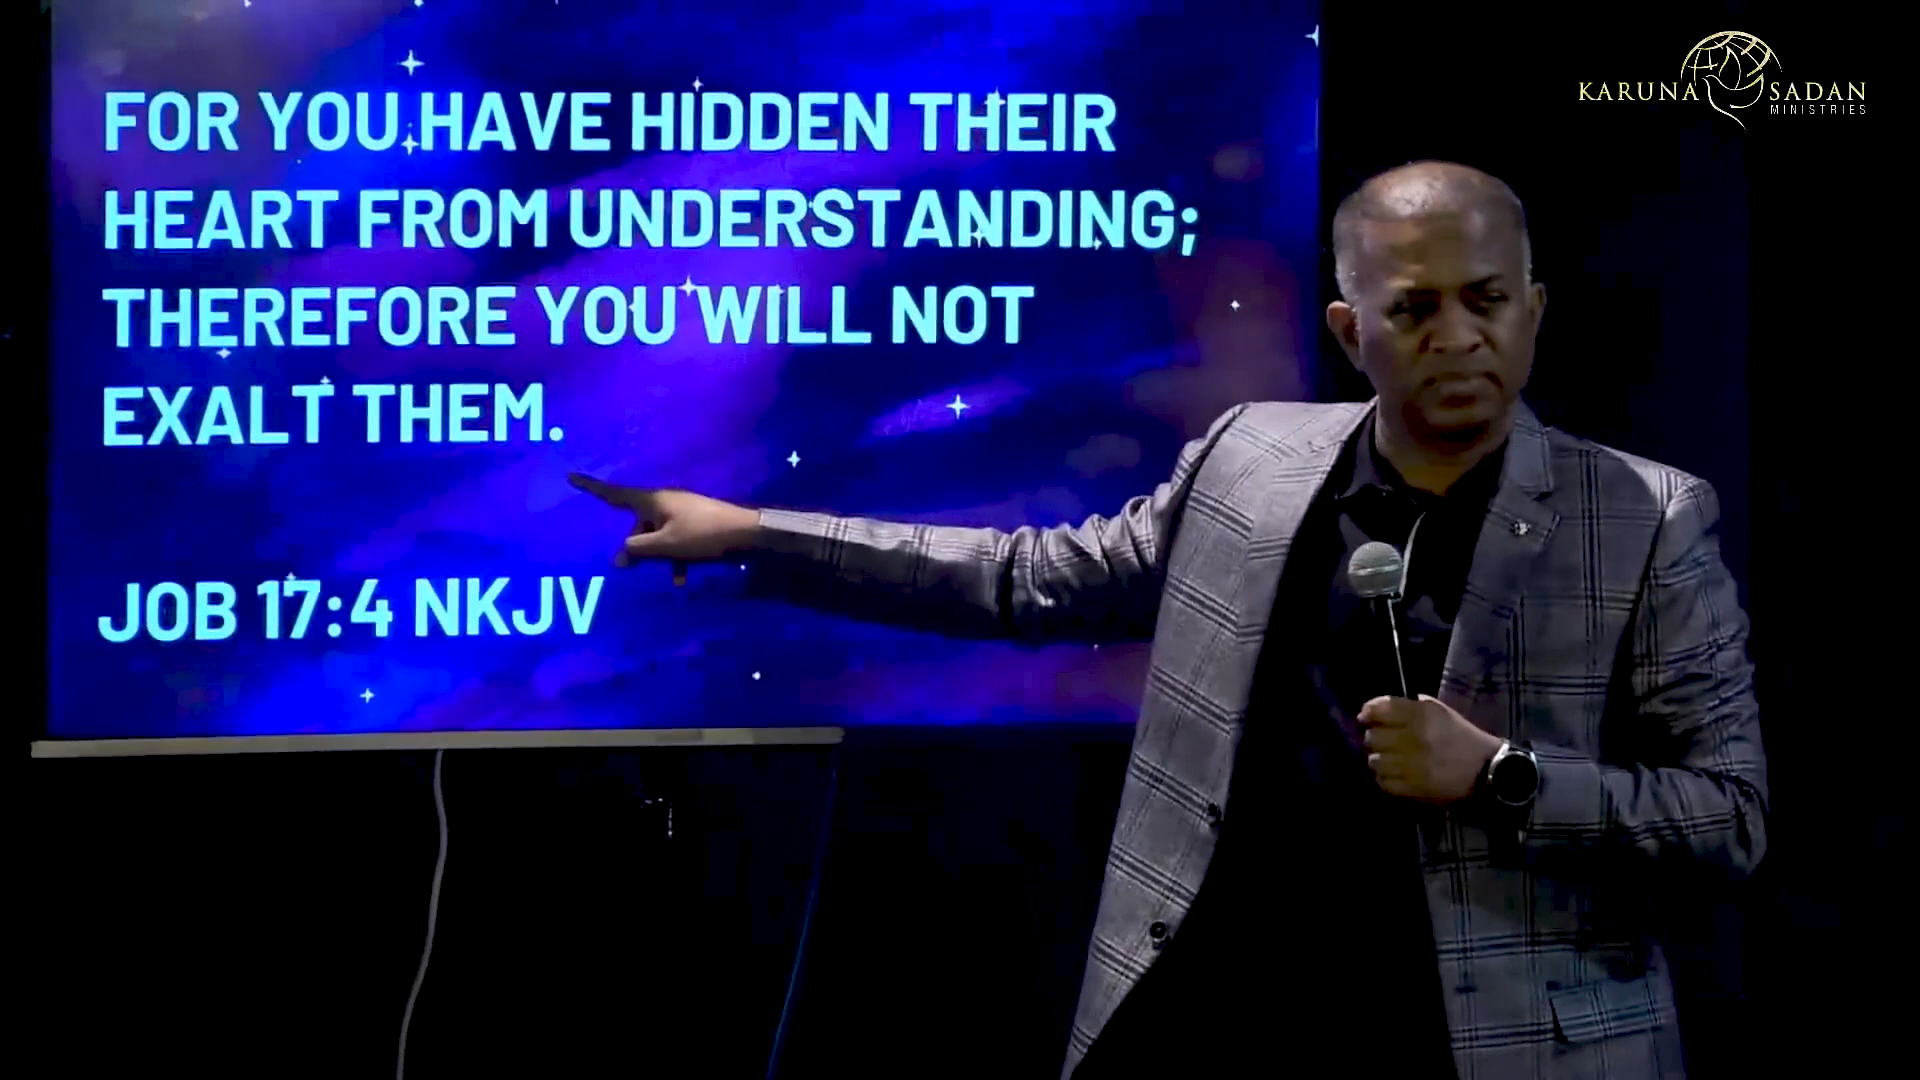 FOR YOU HAVE HIDDEN THEIR
HEART FROM UNDERSTANDING;
THEREFORE YOU WILL NOT
EXALT THEM.
JOB 17:4 NKJV
KARUNA SADAN
MINISTRIES